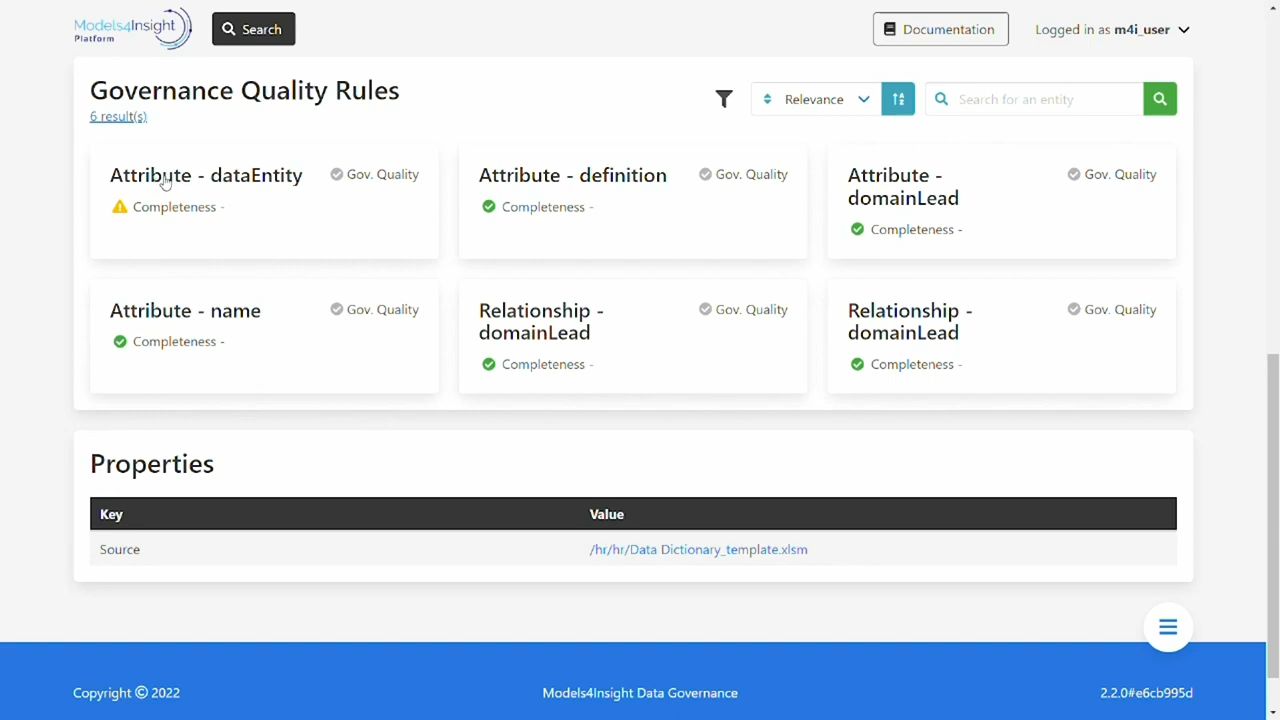 Models4Insight
Platform
Search
Documentation
Logged in as m4i_user
Governance Quality Rules
6 result(s)
Relevance
Search for an entity
Attribute - dataEntity
Gov. Quality
Completeness -
Attribute - definition
Gov. Quality
Completeness -
Attribute -
domainLead
Gov. Quality
Completeness -
Attribute - name
Gov. Quality
Completeness -
Relationship -
domainLead
Gov. Quality
Completeness -
Relationship -
domainLead
Gov. Quality
Completeness -
Properties
Key Value
Source /hr/hr/Data Dictionary_template.xlsm
Copyright © 2022
Models4Insight Data Governance
2.2.0#e6cb995d